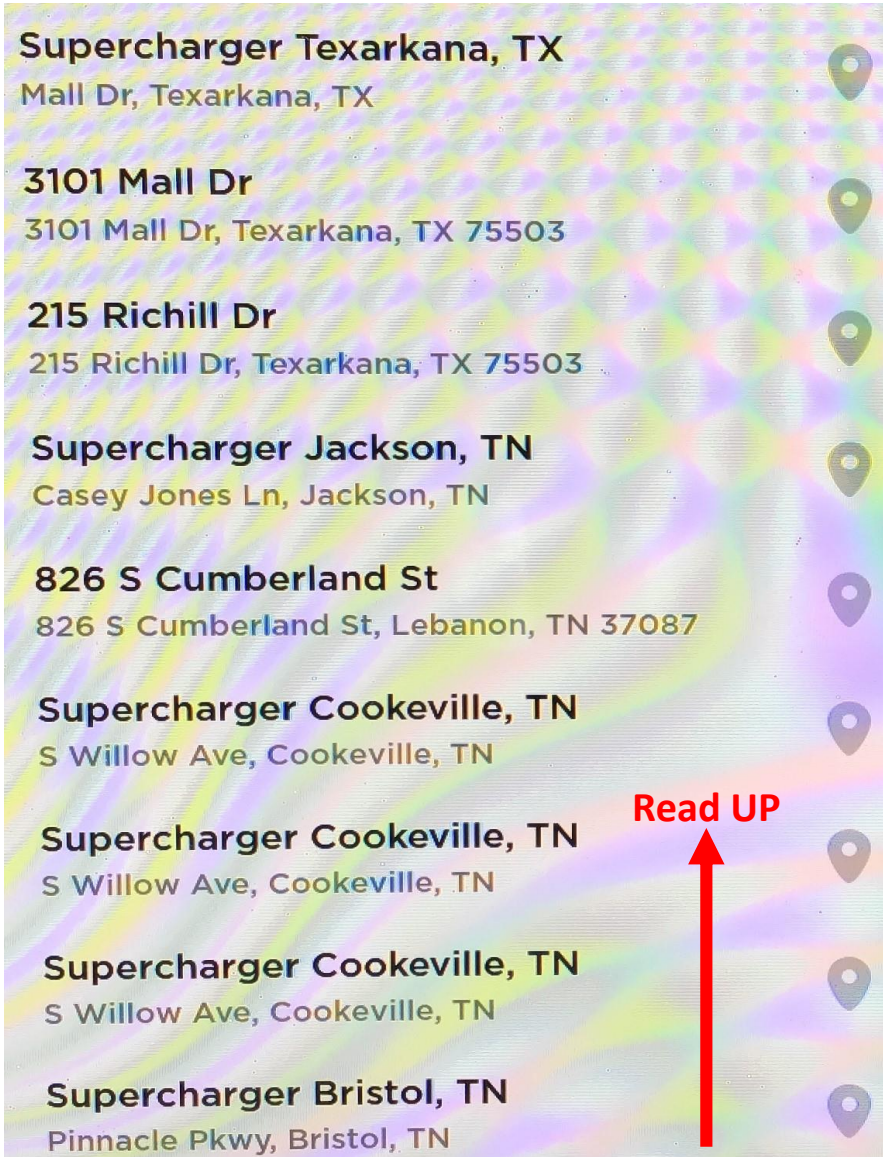 Supercharger Texarkana, TX
Mall Dr, Texarkana, TX
3101 Mall Dr
3101 Mall Dr, Texarkana, TX 75503
215 Richill Dr
215 Richill Dr, Texarkana, TX 75503
Supercharger Jackson, TN
Casey Jones Ln, Jackson, TN
826 S Cumberland St
826 S Cumberland St, Lebanon, TN 37087
Supercharger Cookeville, TN
S Willow Ave, Cookeville, TN
Read UP
Supercharger Cookeville, TN
S Willow Ave, Cookeville, TN
Supercharger Cookeville, TN
S Willow Ave, Cookeville, TN
Supercharger Bristol, TN
Pinnacle Pkwy, Bristol, TN